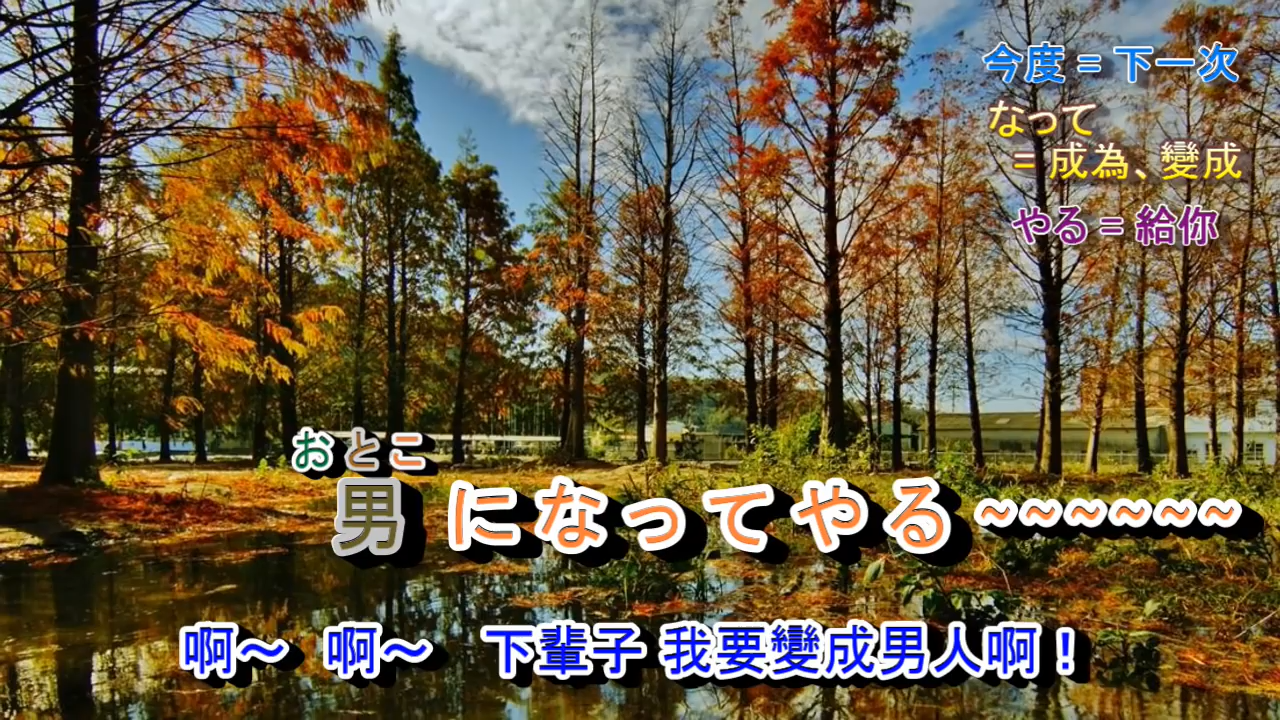 今度 = 下一次
なって
= 成為、變成
やる = 給你
おとこ
男になってやる~~~~~~
啊～ 啊～ 下輩子 我要變成男人啊！